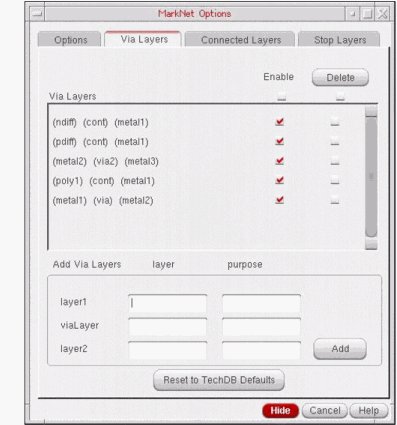 MarkNet Options
Options Via Layers Connected Layers Stop Layers
Enable Delete
Via Layers
(ndiff) (cont) (metal1)
(pdiff) (cont) (metal1)
(metal2) (via2) (metal3)
(poly1) (cont) (metal1)
(metal1) (via) (metal2)
Add Via Layers layer purpose
layer1
viaLayer
layer2 Add
Reset to TechDB Defaults
Hide Cancel Help